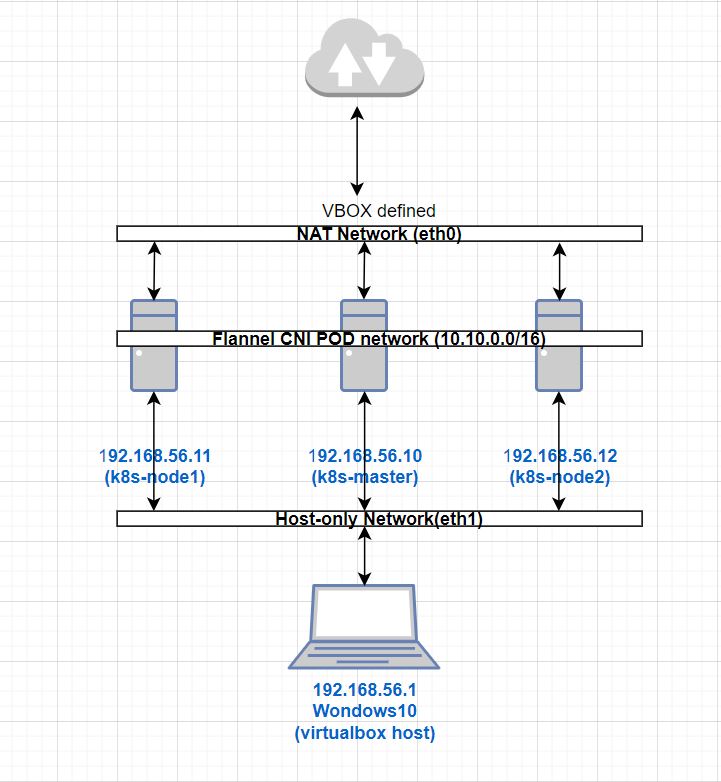 VBOX defined
NAT Network (eth0)
Flannel CNI POD network (10.10.0.0/16)
192.168.56.11
(k8s-node1)
192.168.56.10
(k8s-master)
192.168.56.12
(k8s-node2)
Host-only Network(eth1)
192.168.56.1
Wondows10
(virtualbox host)